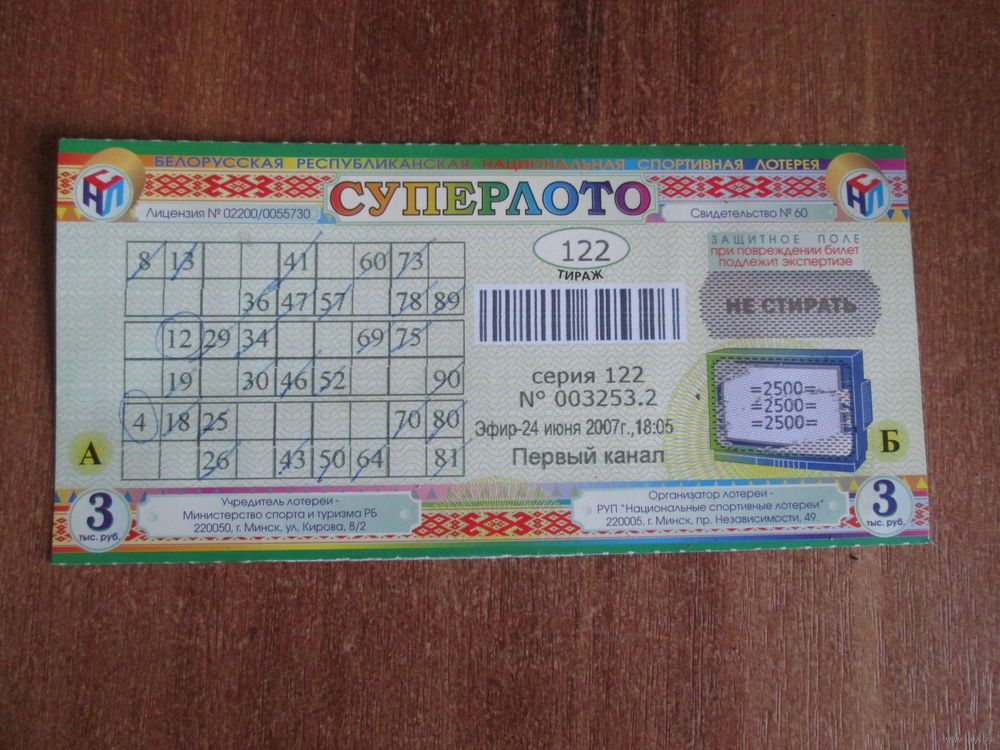 БЕЛОРУССКАЯ РЕСПУБЛИКАНСКАЯ НАЦИОНАЛЬНАЯ СПОРТИВНАЯ ЛОТЕРЕЯ
СУПЕРЛОТО
Лицензия № 02200/0055730
Свидетельство № 60
8 13 41 60 73
36 47 57 78 89
12 29 34 69 75
19 30 46 52 90
4 18 25 70 80
26 43 50 64 81
122
ТИРАЖ
серия 122
N° 003253.2
Эфир-24 июня 2007г.,18:05
Первый канал
ЗАЩИТНОЕ ПОЛЕ
при повреждении билет
подлежит экспертизе
НЕ СТИРАТЬ
=2500=
=2500=
=2500=
А
Б
3
тыс. руб.
Учредитель лотереи -
Министерство спорта и туризма РБ
220050, г. Минск, ул. Кирова, 8/2
Организатор лотереи -
РУП "Национальные спортивные лотереи"
220005, г. Минск, пр. Независимости, 49
3
тыс. руб.